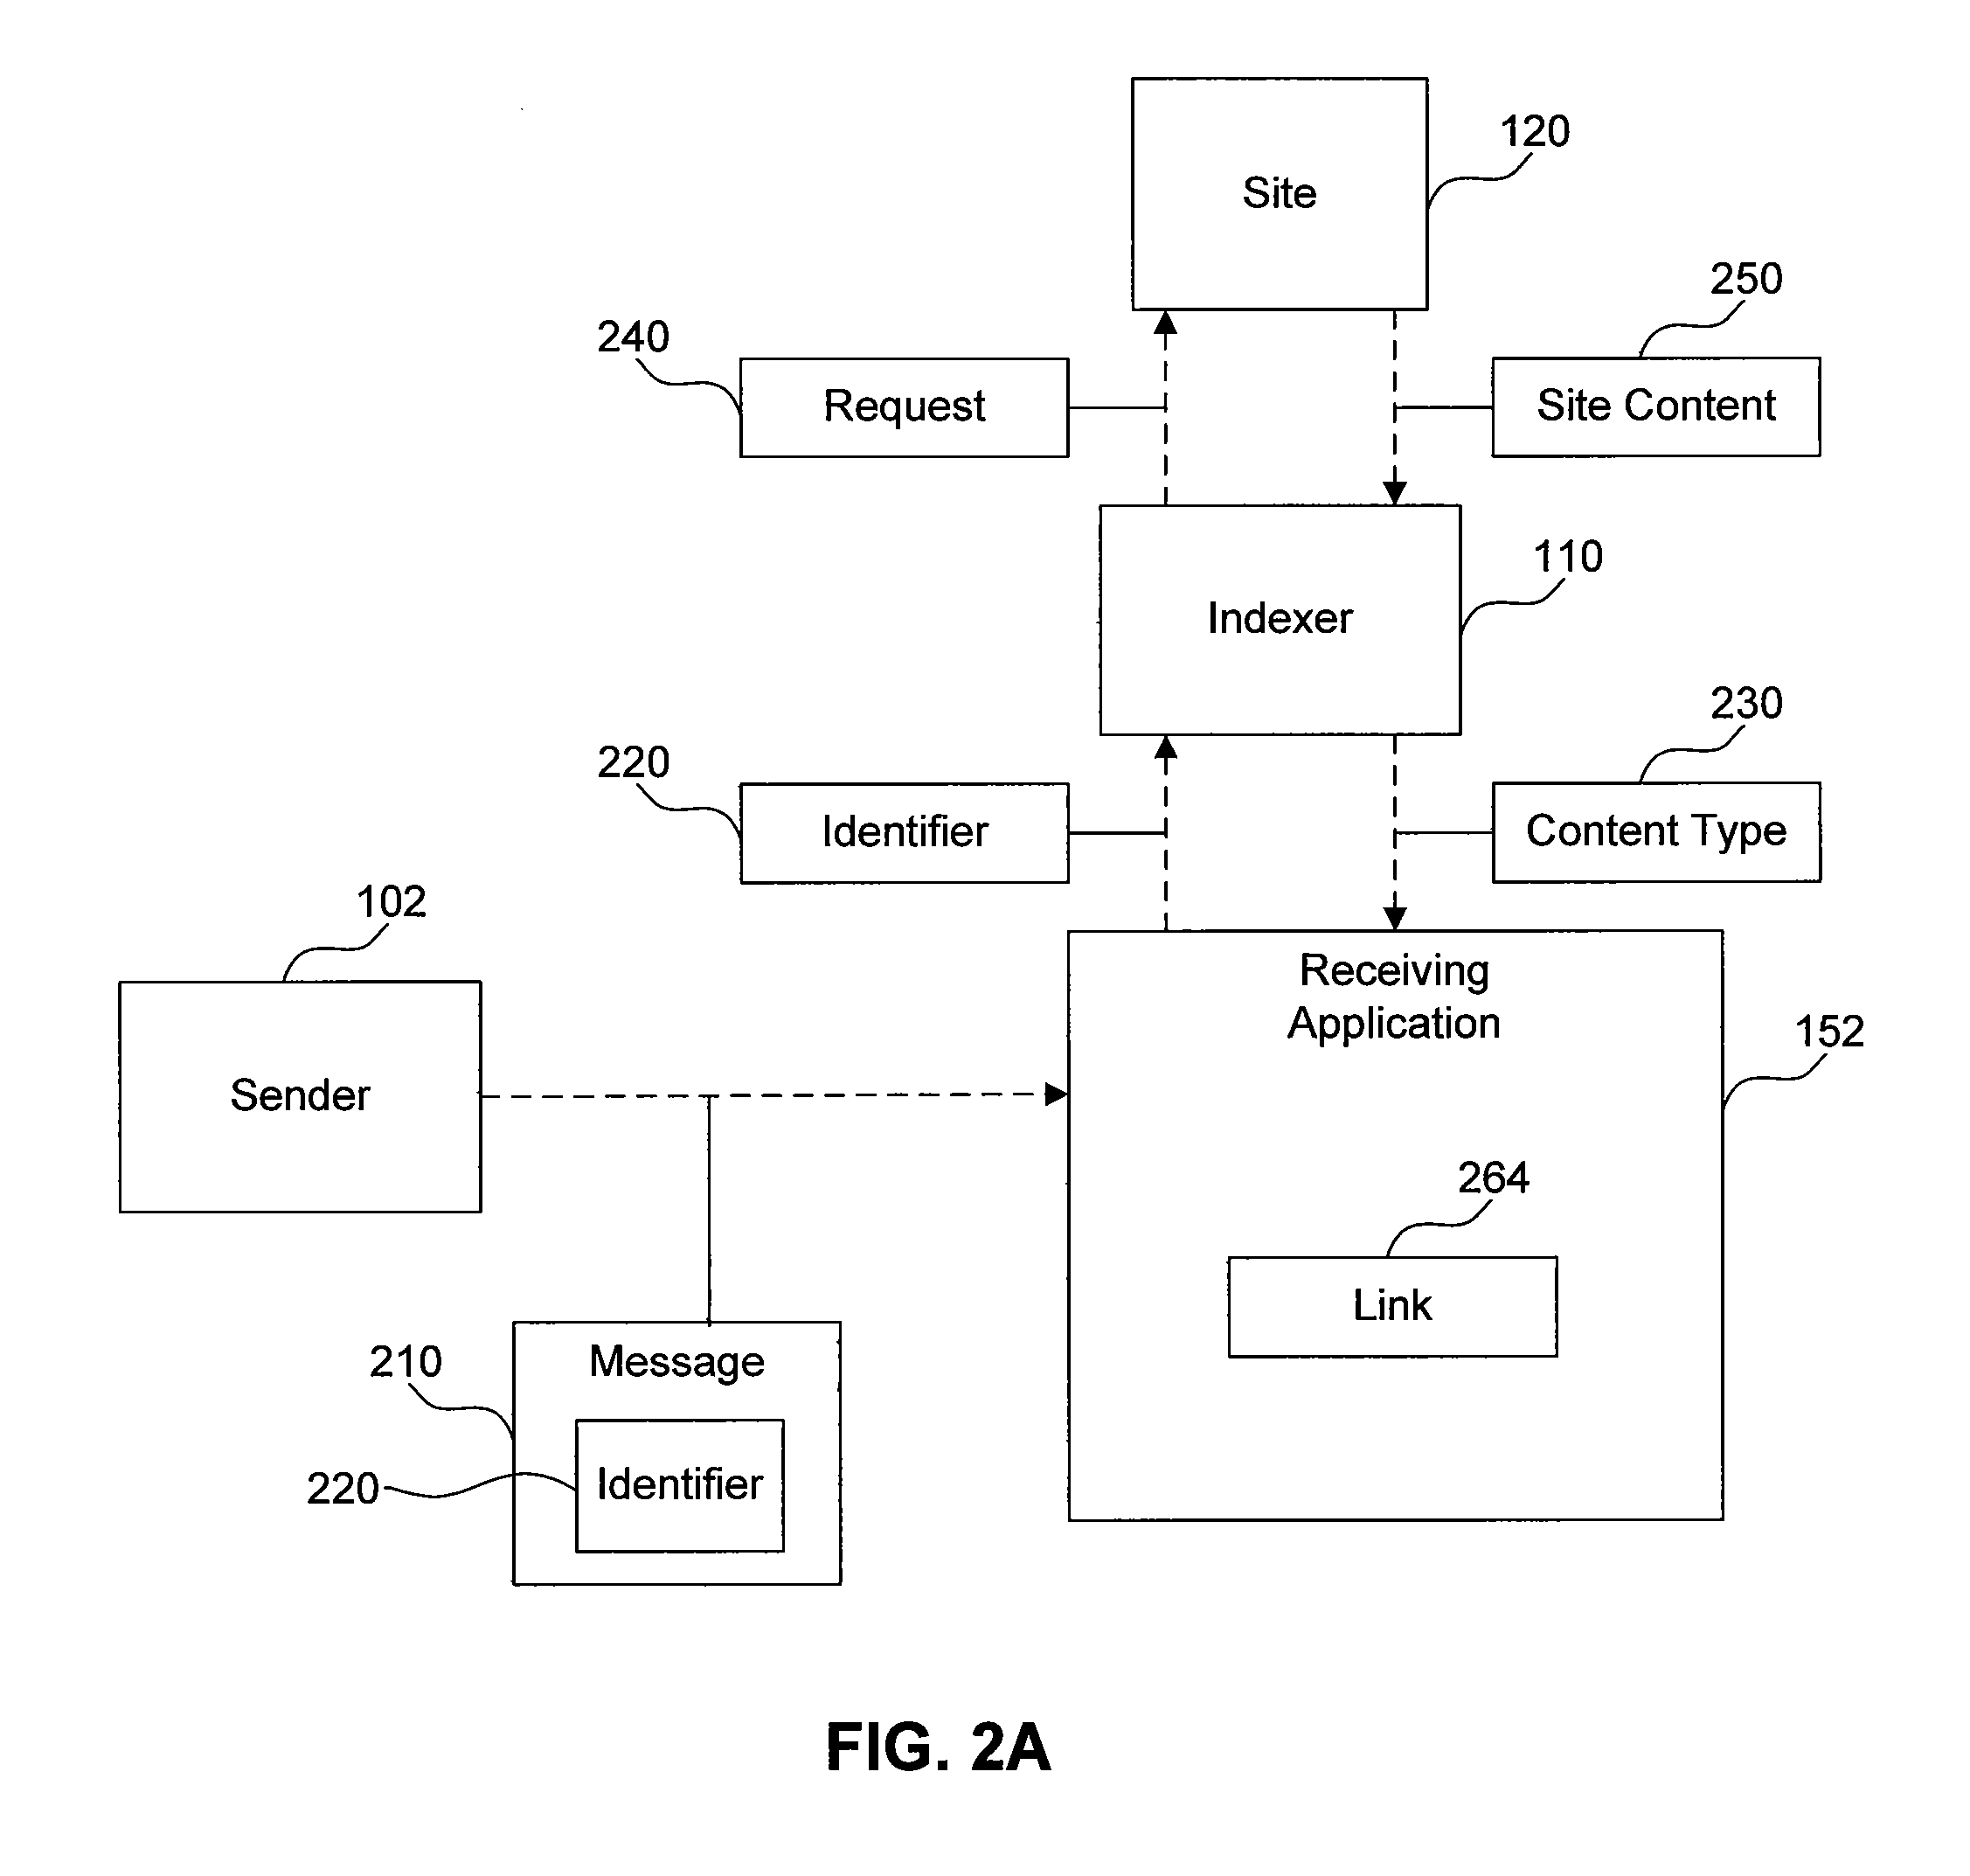 120
Site
250
240
Request
Site Content
110
Indexer
230
220
Identifier
Content Type
102
Receiving
Application
152
Sender
264
Link
Message
210
Identifier
220
FIG. 2A